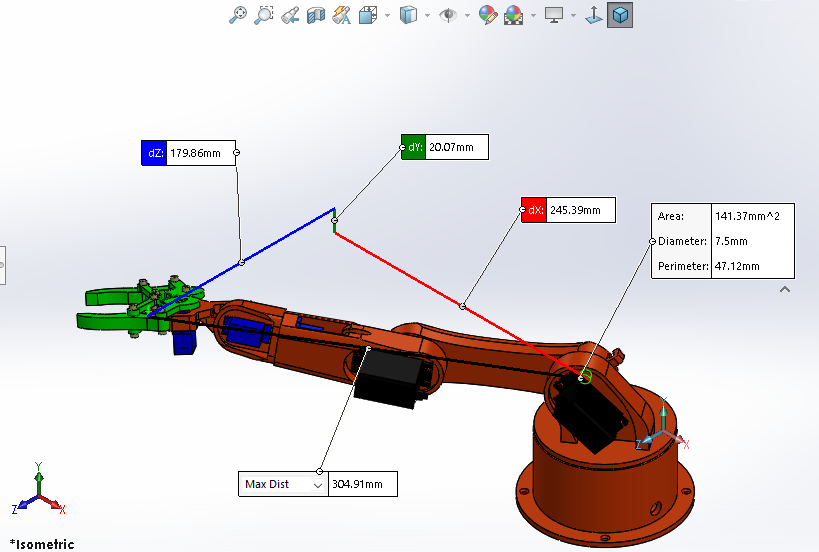 dY: 20.07mm
dZ: 179.86mm
dX: 245.39mm
Area: 141.37mm^2
Diameter: 7.5mm
Perimeter: 47.12mm
Y
Z X
Y
Z X
Max Dist 304.91mm
*Isometric